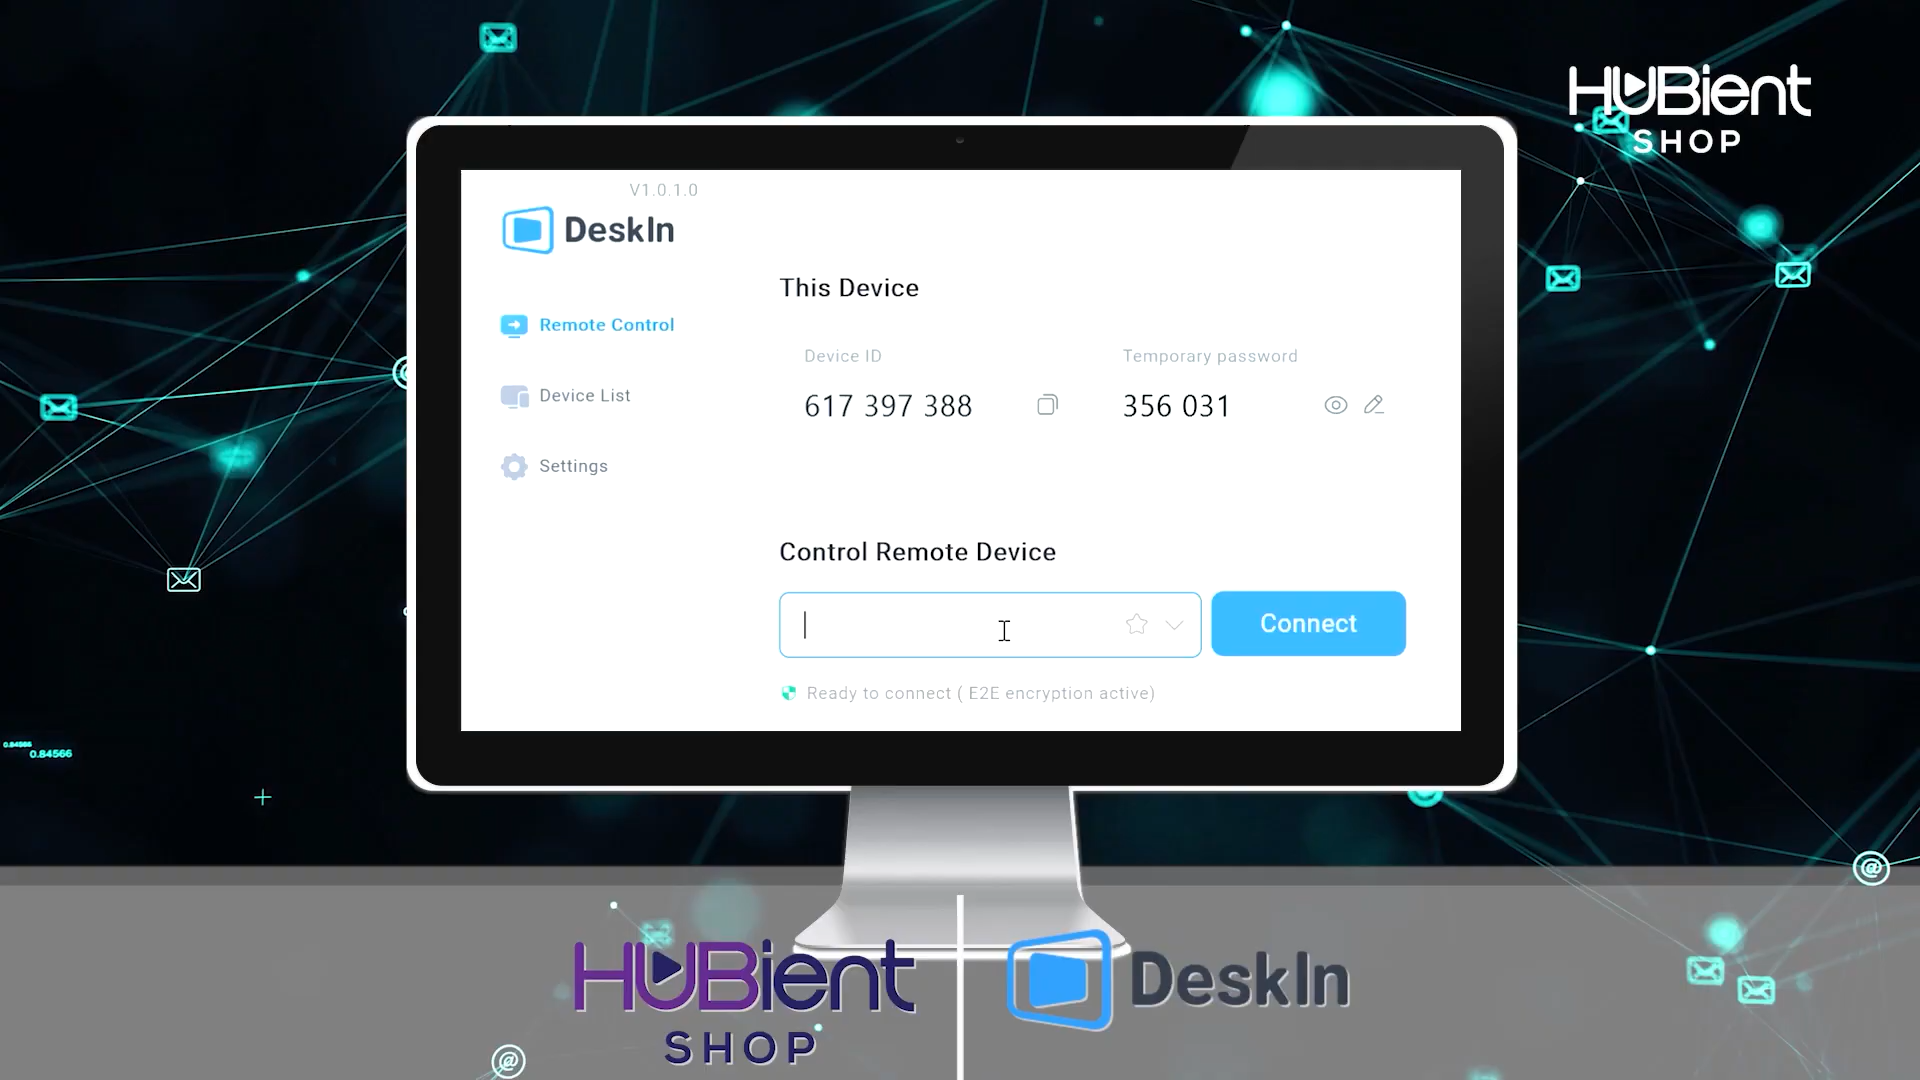 HUBient
SHOP
V1.0.1.0
DeskIn
This Device
Remote Control
Device ID
Temporary password
Device List
617 397 388
356 031
Settings
Control Remote Device
Connect
Ready to connect ( E2E encryption active)
0.84566
0.84566
HUBient
SHOP
DeskIn